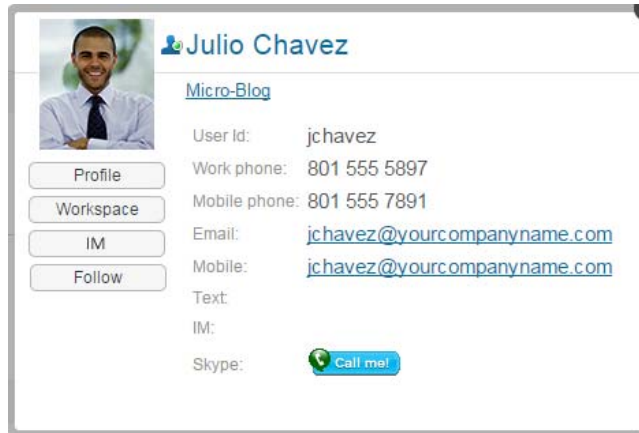 Julio Chavez
Micro-Blog
User Id: jchavez
Work phone: 801 555 5897
Mobile phone: 801 555 7891
Email: jchavez@yourcompanyname.com
Mobile: jchavez@yourcompanyname.com
Text:
IM:
Skype: Call me!
Profile
Workspace
IM
Follow